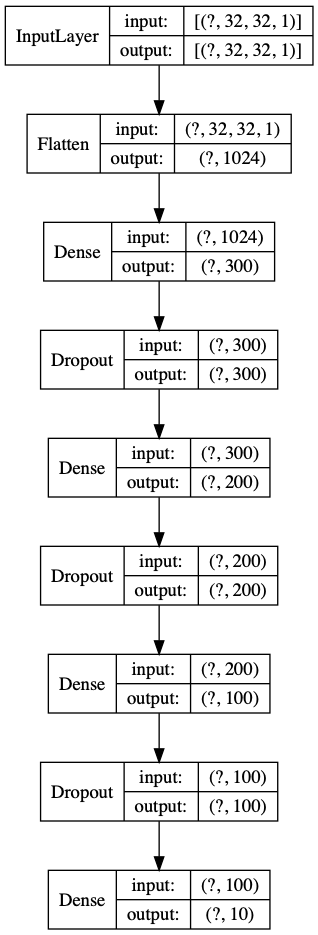 InputLayer
input: [(?, 32, 32, 1)]
output: [(?, 32, 32, 1)]
Flatten
input: (?, 32, 32, 1)
output: (?, 1024)
Dense
input: (?, 1024)
output: (?, 300)
Dropout
input: (?, 300)
output: (?, 300)
Dense
input: (?, 300)
output: (?, 200)
Dropout
input: (?, 200)
output: (?, 200)
Dense
input: (?, 200)
output: (?, 100)
Dropout
input: (?, 100)
output: (?, 100)
Dense
input: (?, 100)
output: (?, 10)